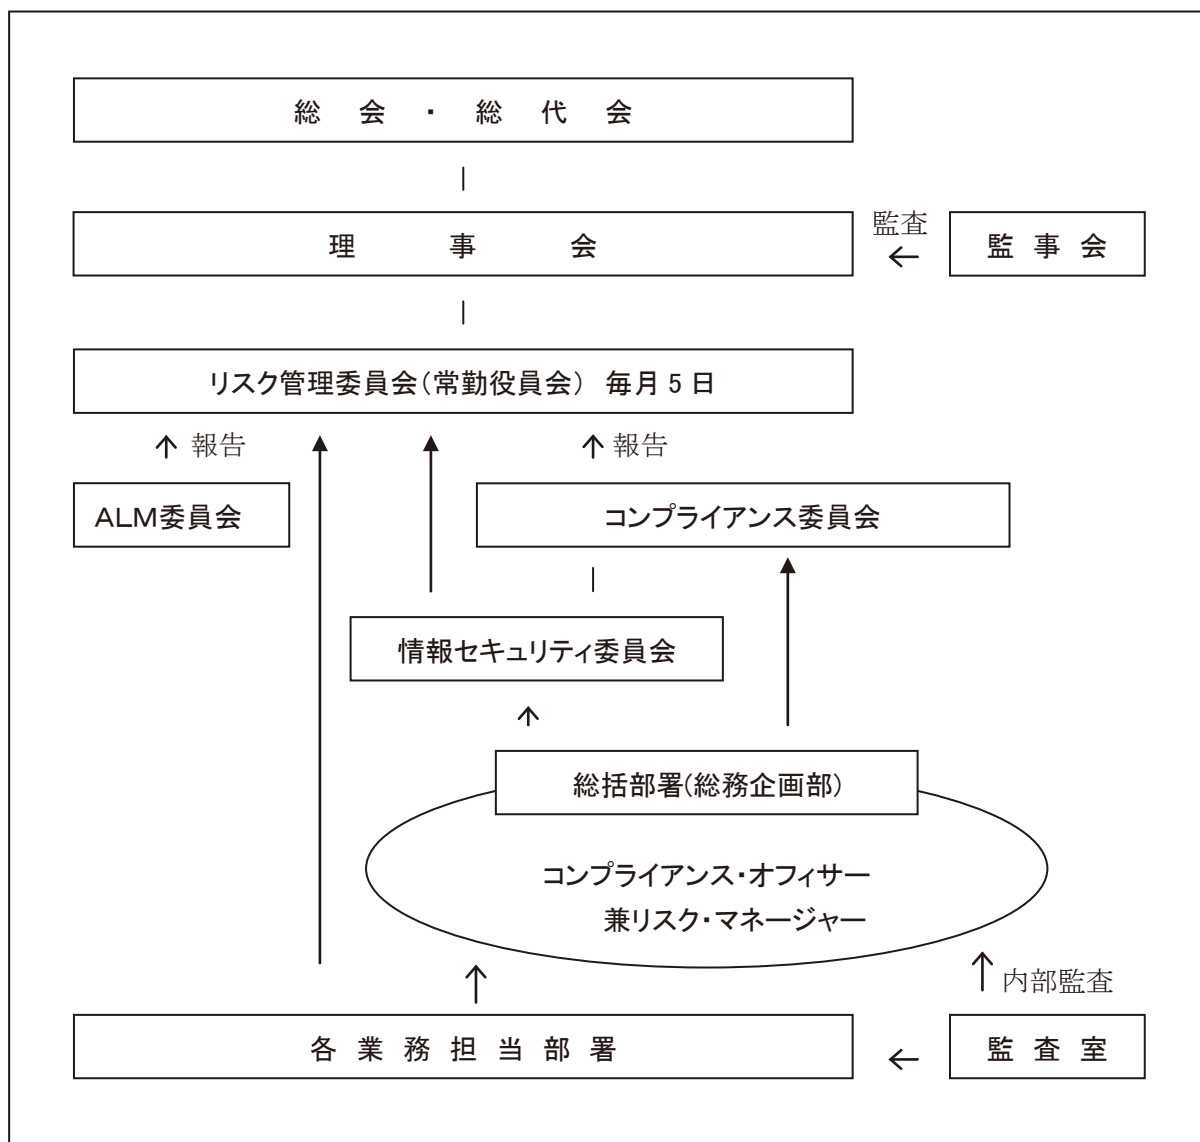 総会・総代会
監査
理事会
監事会
リスク管理委員会(常勤役員会) 毎月5日
報告
報告
ALM委員会
コンプライアンス委員会
情報セキュリティ委員会
総括部署(総務企画部)
コンプライアンス・オフィサー
兼リスク・マネージャー
内部監査
各業務担当部署
監査室